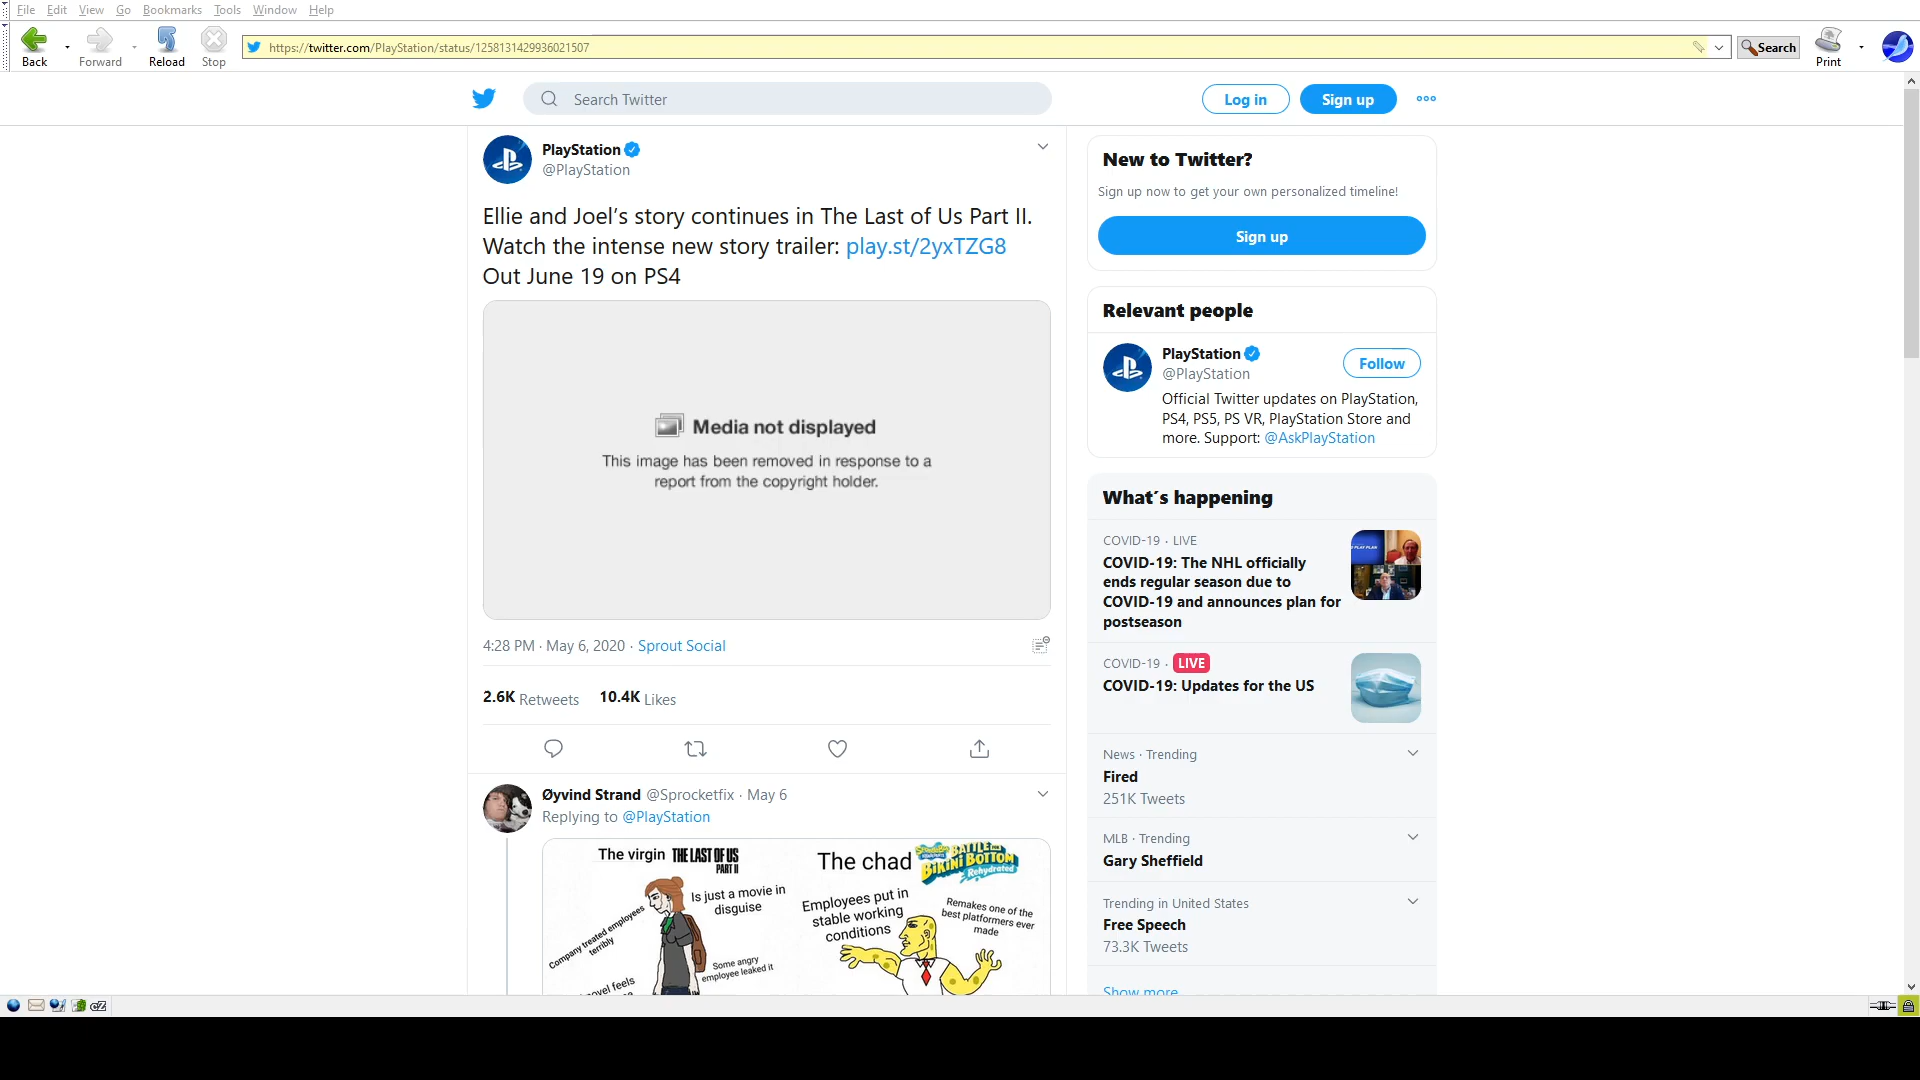 File Edit View Go Bookmarks Tools Window Help
Back Forward Reload Stop https://twitter.com/PlayStation/status/1258131429936021507 Search Print
Search Twitter Log in Sign up
PlayStation
@PlayStation
Ellie and Joel’s story continues in The Last of Us Part II.
Watch the intense new story trailer: play.st/2yxTZG8
Out June 19 on PS4
Media not displayed
This image has been removed in response to a
report from the copyright holder.
4:28 PM · May 6, 2020 · Sprout Social
2.6K Retweets 10.4K Likes
Øyvind Strand @Sprocketfix · May 6
Replying to @PlayStation
The virgin THE LAST OF US
PART II
Is just a movie in
disguise
Company treated employees
terribly
Some angry
employee leaked it
ovel feels
The chad SpongeBob BATTLE FOR
BIKINI BOTTOM
Rehydrated
Employees put in
stable working
conditions
Remakes one of the
best platformers ever
made
New to Twitter?
Sign up now to get your own personalized timeline!
Sign up
Relevant people
PlayStation
@PlayStation
Follow
Official Twitter updates on PlayStation,
PS4, PS5, PS VR, PlayStation Store and
more. Support: @AskPlayStation
What’s happening
COVID-19 · LIVE
COVID-19: The NHL officially
ends regular season due to
COVID-19 and announces plan for
postseason
COVID-19 · LIVE
COVID-19: Updates for the US
News · Trending
Fired
251K Tweets
MLB · Trending
Gary Sheffield
Trending in United States
Free Speech
73.3K Tweets
Show more